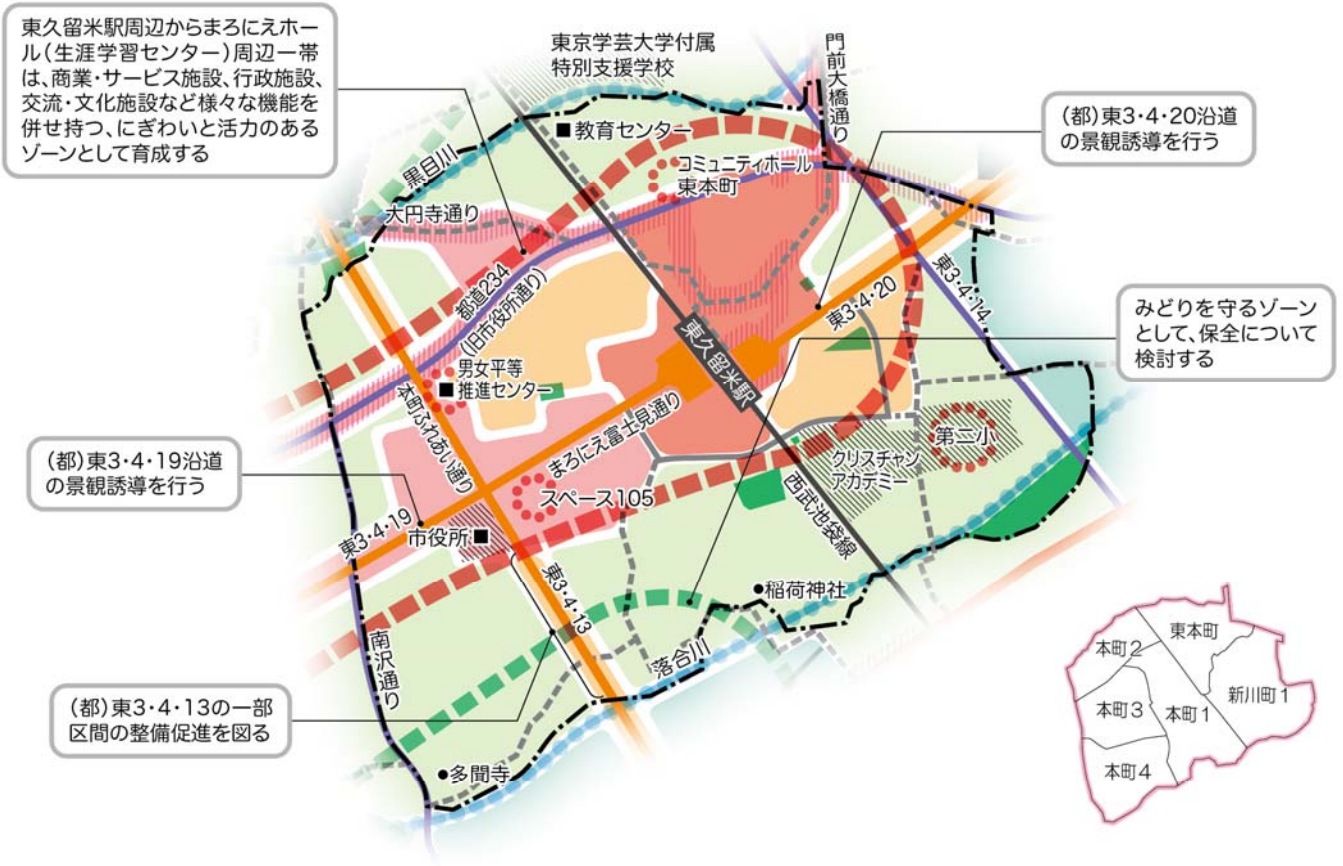 東久留米駅周辺からまろにえホー
ル(生涯学習センター)周辺一帯
は、商業・サービス施設、行政施設、
交流・文化施設など様々な機能を
併せ持つ、にぎわいと活力のある
ゾーンとして育成する
東京学芸大学付属
特別支援学校
門前大橋通り
(都)東3・4・20沿道
の景観誘導を行う
教育センター
黒目川
コミュニティホール
東本町
大円寺通り
都道234
(旧市役所通り)
東3・4・20
東3・4・14
みどりを守るゾーン
として、保全について
検討する
東久留米駅
男女平等
推進センター
本町ふれあい通り
まろにえ富士見通り
第二小
クリスチャン
アカデミー
(都)東3・4・19沿道
の景観誘導を行う
スペース105
西武池袋線
東3・4・19
市役所
東3・4・13
稲荷神社
南沢通り
落合川
(都)東3・4・13の一部
区間の整備促進を図る
多聞寺
東本町
本町2
新川町1
本町3
本町1
本町4